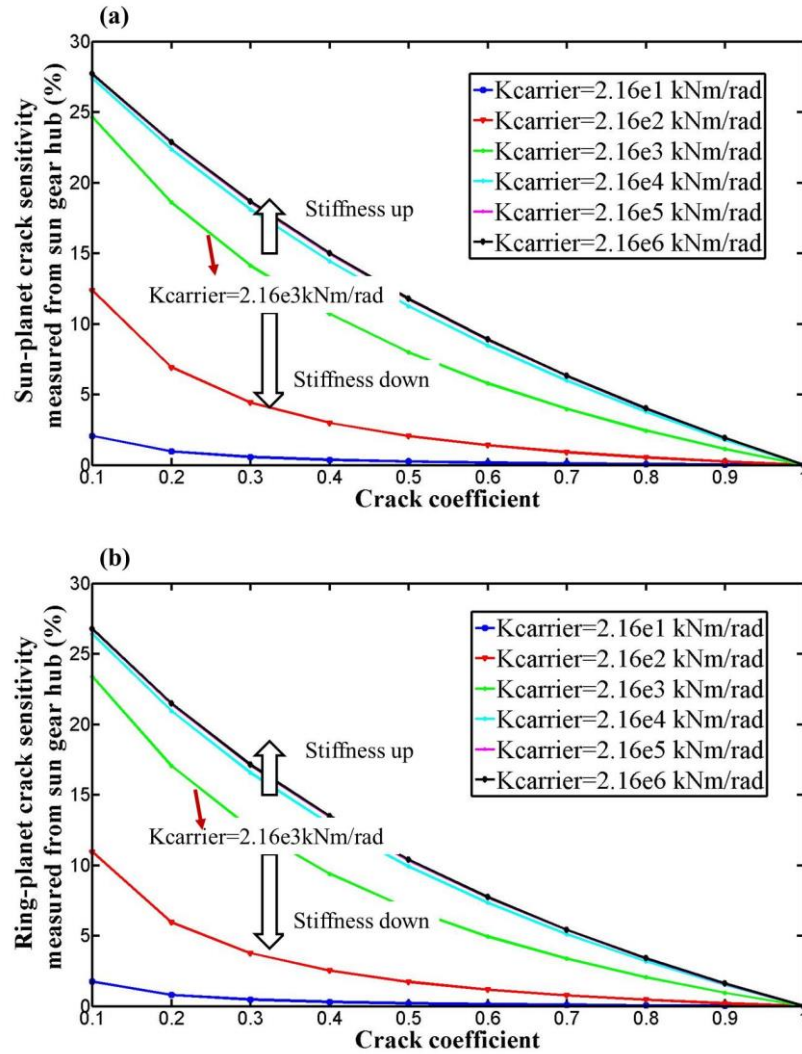 (a)
Sun-planet crack sensitivity
measured from sun gear hub (%)
30
25
20
15
10
5
0
Kcarrier=2.16e1 kNm/rad
Kcarrier=2.16e2 kNm/rad
Kcarrier=2.16e3 kNm/rad
Kcarrier=2.16e4 kNm/rad
Kcarrier=2.16e5 kNm/rad
Kcarrier=2.16e6 kNm/rad
Stiffness up
Kcarrier=2.16e3kNm/rad
Stiffness down
0.1 0.2 0.3 0.4 0.5 0.6 0.7 0.8 0.9 1
Crack coefficient
(b)
Ring-planet crack sensitivity
measured from sun gear hub (%)
30
25
20
15
10
5
0
Kcarrier=2.16e1 kNm/rad
Kcarrier=2.16e2 kNm/rad
Kcarrier=2.16e3 kNm/rad
Kcarrier=2.16e4 kNm/rad
Kcarrier=2.16e5 kNm/rad
Kcarrier=2.16e6 kNm/rad
Stiffness up
Kcarrier=2.16e3kNm/rad
Stiffness down
0.1 0.2 0.3 0.4 0.5 0.6 0.7 0.8 0.9 1
Crack coefficient